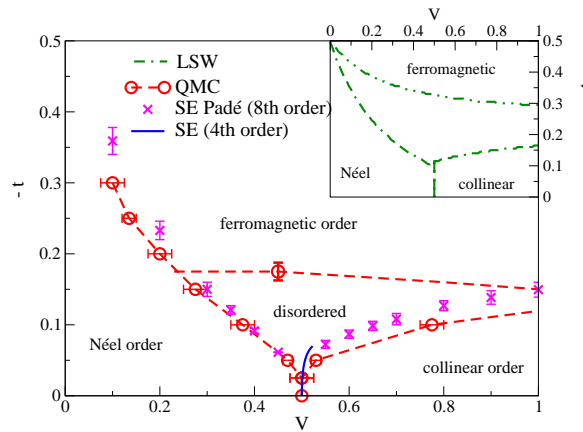 V
0 0.2 0.4 0.6 0.8 1
0.5
0.4
0.3
0.2
0.1
0
ferromagnetic
Néel
collinear
LSW
QMC
SE Padé (8th order)
SE (4th order)
0.5
0.4
0.3
0.2
0.1
0
- t
ferromagnetic order
disordered
Néel order
collinear order
0 0.2 0.4 0.6 0.8 1
V